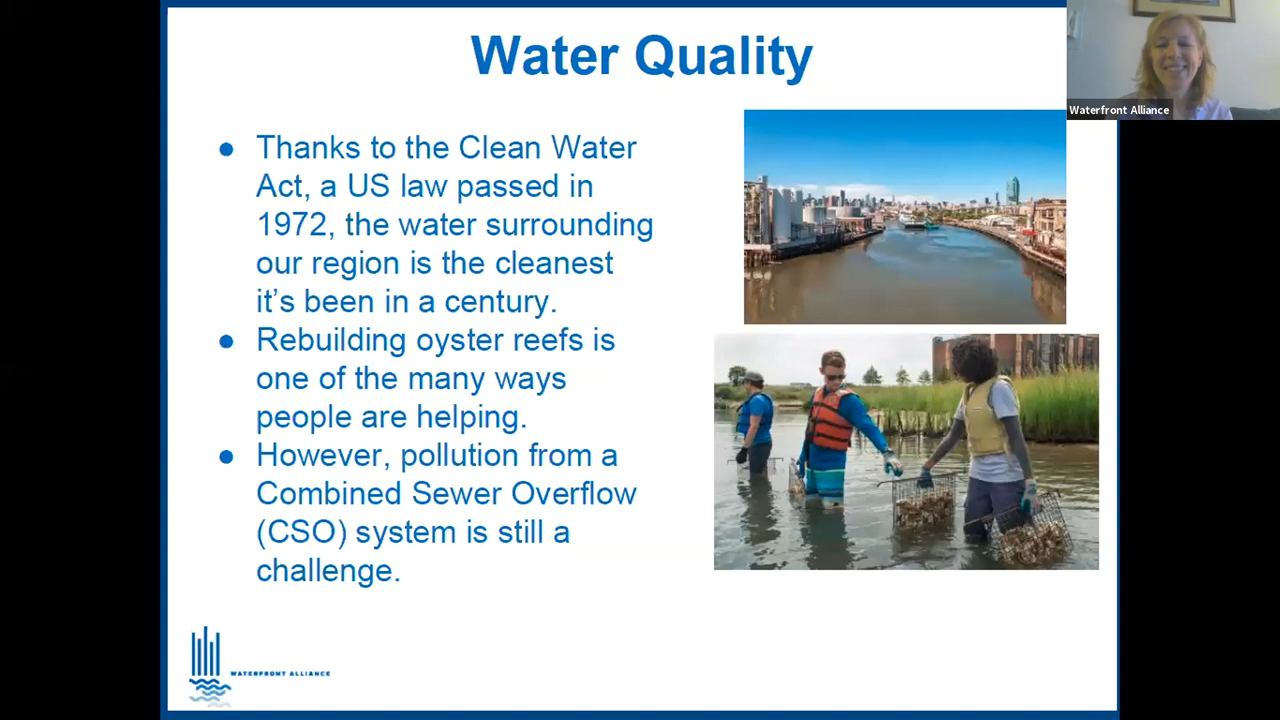 Water Quality
Waterfront Alliance
● Thanks to the Clean Water
Act, a US law passed in
1972, the water surrounding
our region is the cleanest
it’s been in a century.
● Rebuilding oyster reefs is
one of the many ways
people are helping.
● However, pollution from a
Combined Sewer Overflow
(CSO) system is still a
challenge.
WATERFRONT ALLIANCE